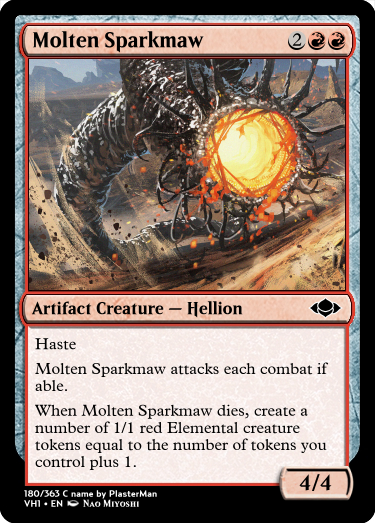 Molten Sparkmaw 2
Artifact Creature — Hellion
Haste
Molten Sparkmaw attacks each combat if
able.
When Molten Sparkmaw dies, create a
number of 1/1 red Elemental creature
tokens equal to the number of tokens you
control plus 1.
4/4
180/363 C name by PlasterMan
VH1 • EN Nao Miyoshi